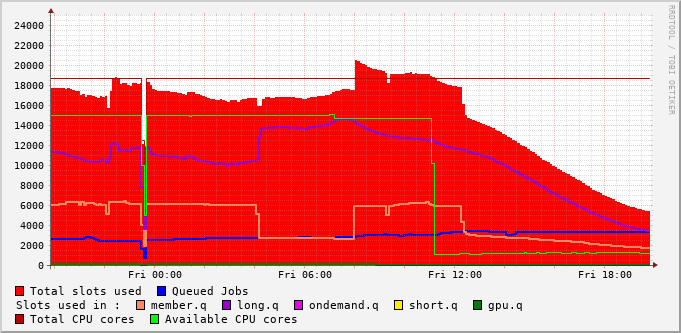 RRDTOOL / TOBI OETIKER
24000
22000
20000
18000
16000
14000
12000
10000
8000
6000
4000
2000
0
Fri 00:00 Fri 06:00 Fri 12:00 Fri 18:00
Total slots used Queued Jobs
Slots used in : member.q long.q ondemand.q short.q gpu.q
Total CPU cores Available CPU cores